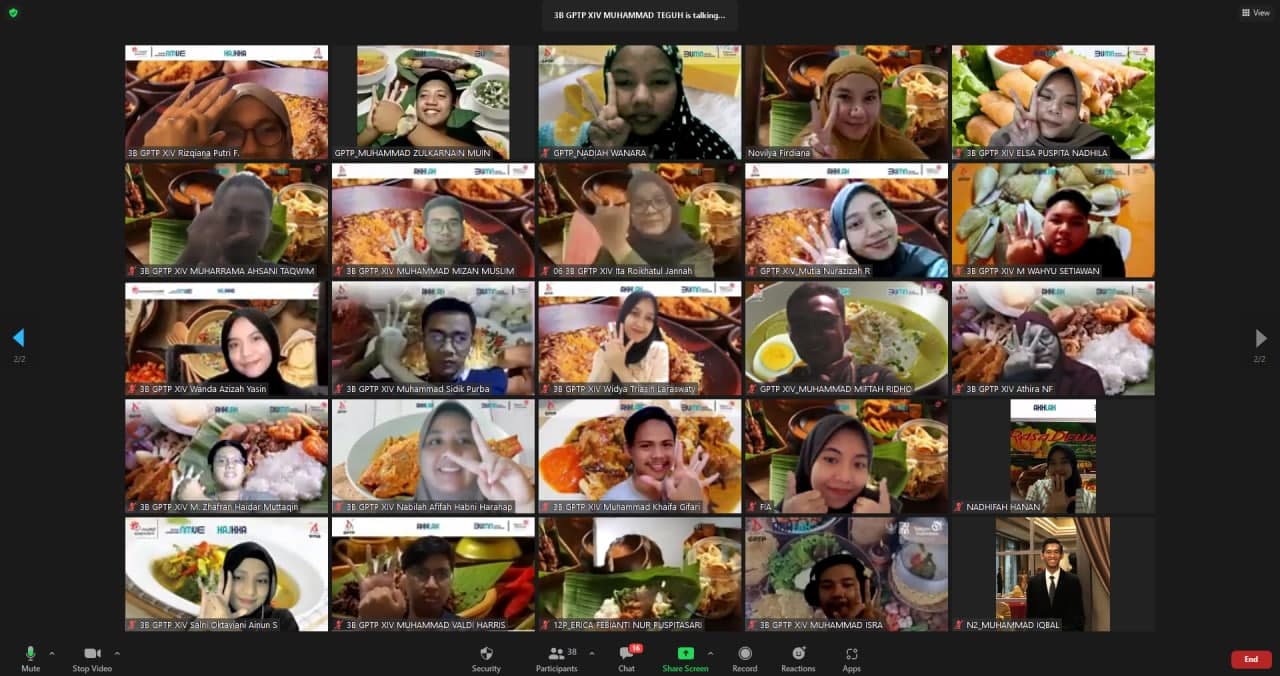 3B GPTP XIV MUHAMMAD TEGUH is talking...
View
3B GPTP XIV Rizqiana Putri F.
GPTP_MUHAMMAD ZULKARNAIN MUIN
GPTP_NADIAH WANARA
Novilya Firdiana
3B GPTP XIV ELSA PUSPITA NADHILA
3B GPTP XIV MUHARRAMA AHSANI TAQWIM
3B GPTP XIV MUHAMMAD MIZAN MUSLIM
06 3B GPTP XIV Ita Roikhatul Jannah
GPTP XIV_Mutia Nurazizah R
3B GPTP XIV M WAHYU SETIAWAN
2/2
2/2
3B GPTP XIV Wanda Azizah Yasin
3B GPTP XIV Muhammad Sidik Purba
3B GPTP XIV Widya Triasih Laraswaty
GPTP XIV_MUHAMMAD MIFTAH RIDHO
3B GPTP XIV Athira NF
3B GPTP XIV M. Zhafran Haidar Muttaqin
3B GPTP XIV Nabilah Afifah Habni Harahap
3B GPTP XIV Muhammad Khaifa Gifari
FIA
NADHIFAH HANAN
3B GPTP XIV Salni Oktaviani Ainun S
3B GPTP XIV MUHAMMAD VALDI HARRIS
12P_ERICA FEBIANTI NUR PUSPITASARI
3B GPTP XIV MUHAMMAD ISRA
N2_MUHAMMAD IQBAL
Mute
Stop Video
Security
Participants
38
Chat
16
Share Screen
Record
Reactions
Apps
End